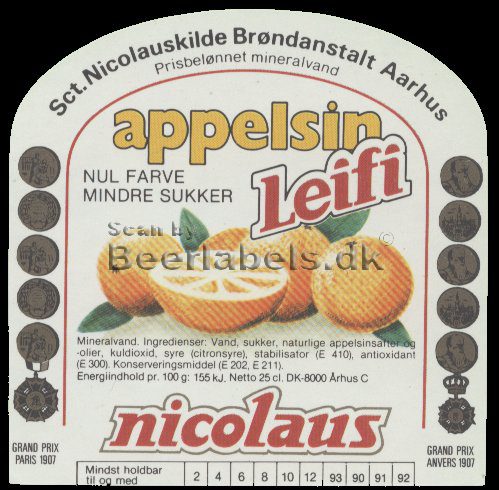 Sct. Nicolauskilde Brøndanstalt Aarhus
Prisbelønnet mineralvand
appelsin
Leifi
NUL FARVE
MINDRE SUKKER
Scan by
Beerlabels.dk ©
Mineralvand. Ingredienser: Vand, sukker, naturlige appelsinsafter og
-olier, kuldioxid, syre (citronsyre), stabilisator (E 410), antioxidant
(E 300). Konserveringsmiddel (E 202, E 211).
Energiindhold pr. 100 g: 155 kJ, Netto 25 cl. DK-8000 Århus C
nicolaus
GRAND PRIX
PARIS 1907
GRAND PRIX
ANVERS 1907
Mindst holdbar
til og med
2 4 6 8 10 12 93 90 91 92